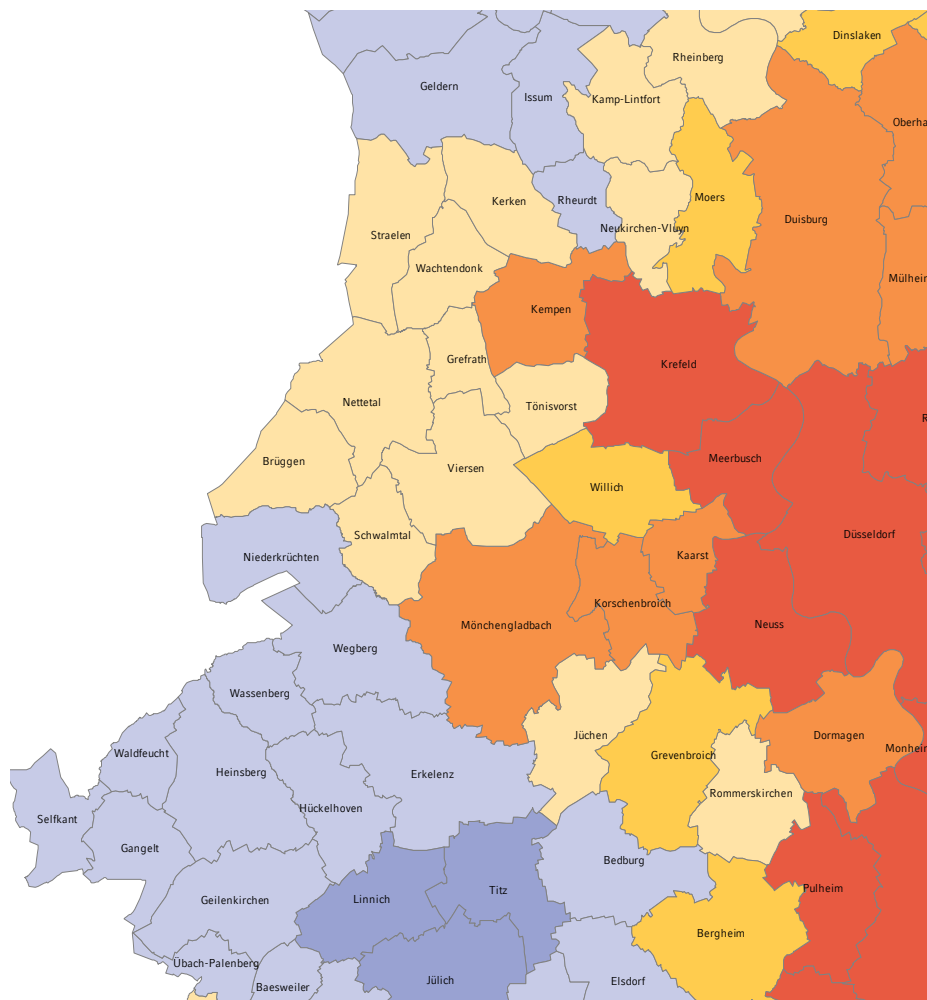 Dinslaken
Rheinberg
Geldern
Issum
Kamp-Lintfort
Oberha
Moers
Kerken
Rheurdt
Duisburg
Neukirchen-Vluyn
Straelen
Wachtendonk
Mülheim
Kempen
Grefrath
Krefeld
Nettetal
Tönisvorst
R
Brüggen
Viersen
Meerbusch
Willich
Schwalmtal
Düsseldorf
Niederkrüchten
Kaarst
Korschenbroich
Mönchengladbach
Neuss
Wegberg
Wassenberg
Jüchen
Dormagen
Waldfeucht
Grevenbroich
Monheim
Heinsberg
Erkelenz
Rommerskirchen
Hückelhoven
Selfkant
Gangelt
Bedburg
Pulheim
Titz
Linnich
Geilenkirchen
Bergheim
Übach-Palenberg
Jülich
Elsdorf
Baesweiler